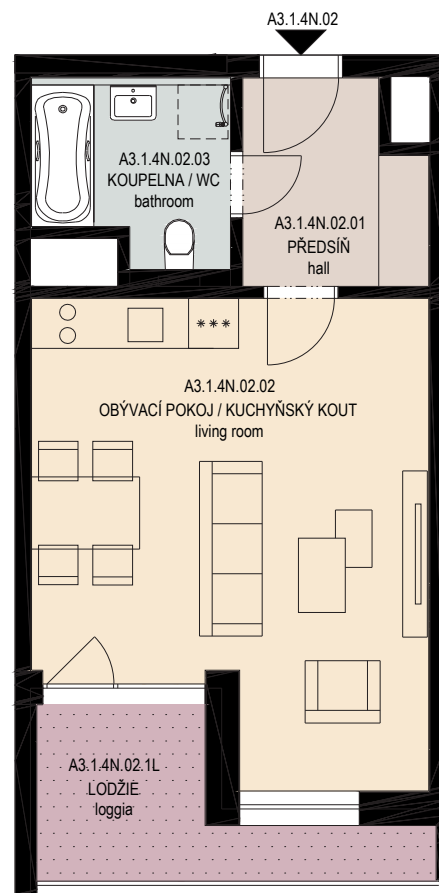 A3.1.4N.02
A3.1.4N.02.03
KOUPELNA / WC
bathroom
A3.1.4N.02.01
PŘEDSÍŇ
hall
***
A3.1.4N.02.02
OBÝVACÍ POKOJ / KUCHYŇSKÝ KOUT
living room
A3.1.4N.02.1L
LODŽIE
loggia